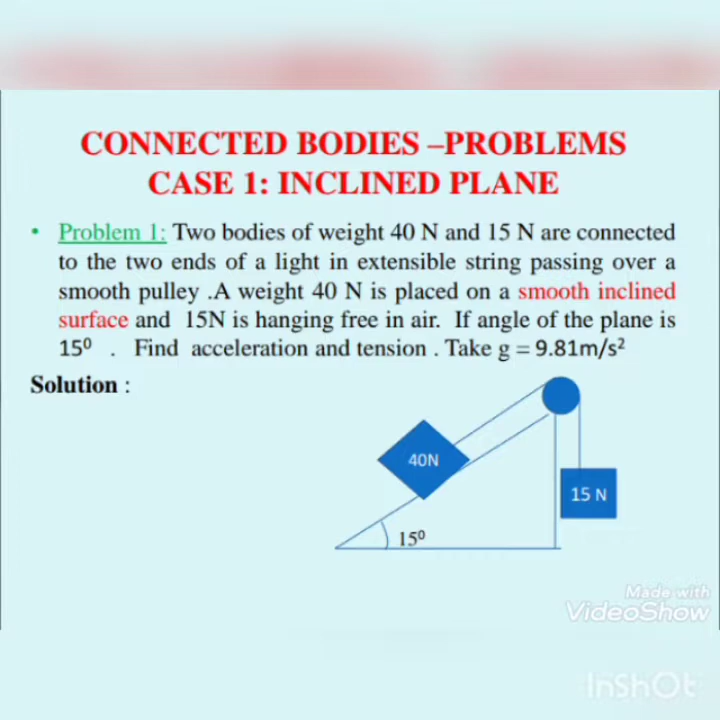 CONNECTED BODIES –PROBLEMS
CASE 1: INCLINED PLANE
• Problem 1: Two bodies of weight 40 N and 15 N are connected
to the two ends of a light in extensible string passing over a
smooth pulley .A weight 40 N is placed on a smooth inclined
surface and 15N is hanging free in air. If angle of the plane is
15⁰ . Find acceleration and tension . Take g = 9.81m/s²
Solution :
40N
15 N
15⁰
Made with
VideoShow
InShOt